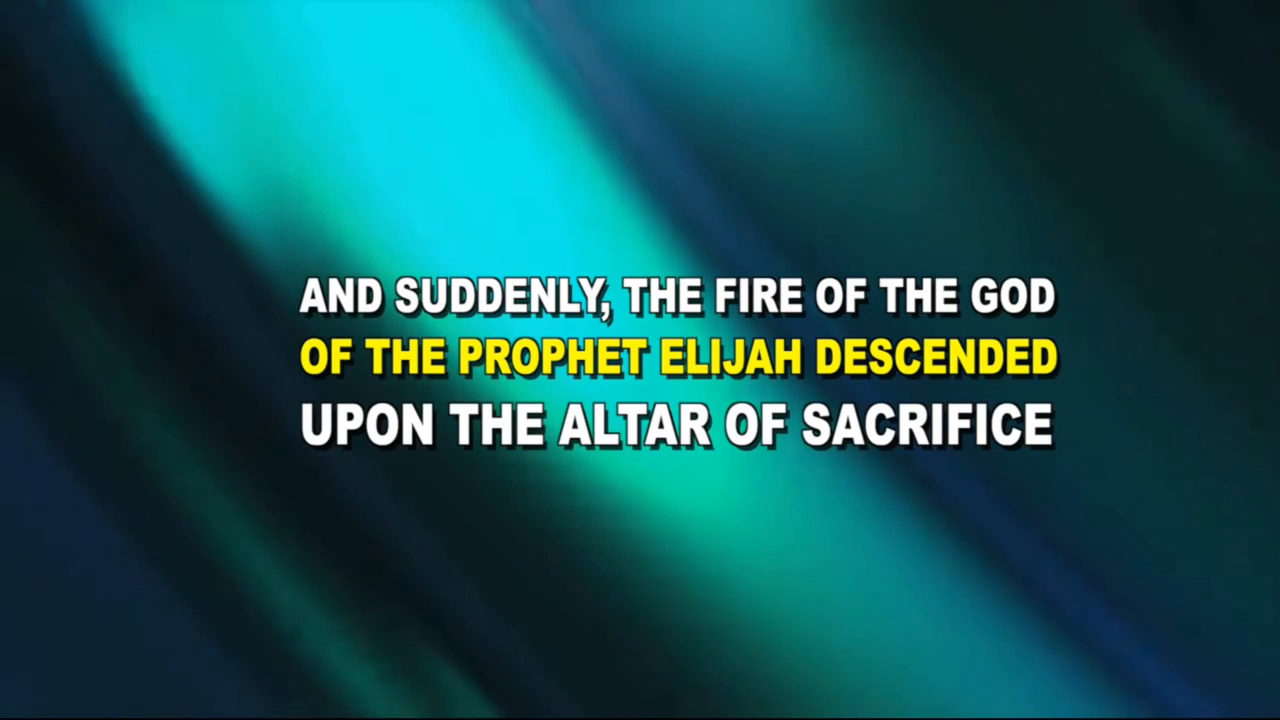 AND SUDDENLY, THE FIRE OF THE GOD
OF THE PROPHET ELIJAH DESCENDED
UPON THE ALTAR OF SACRIFICE